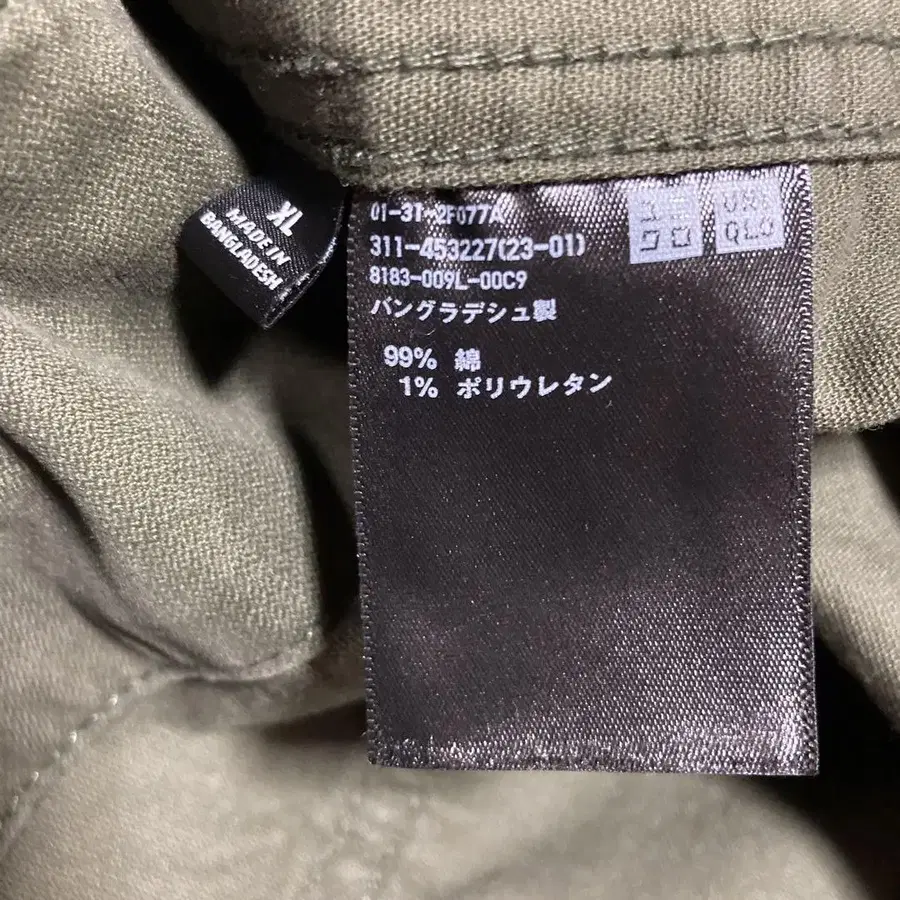 XL
MADE IN
BANGLADESH
01-3T-2F077A
311-453227(23-01)
8183-009L-00C9
バングラデシュ製
99% 綿
1% ポリウレタン
ユニ
クロ
UNI
QLO